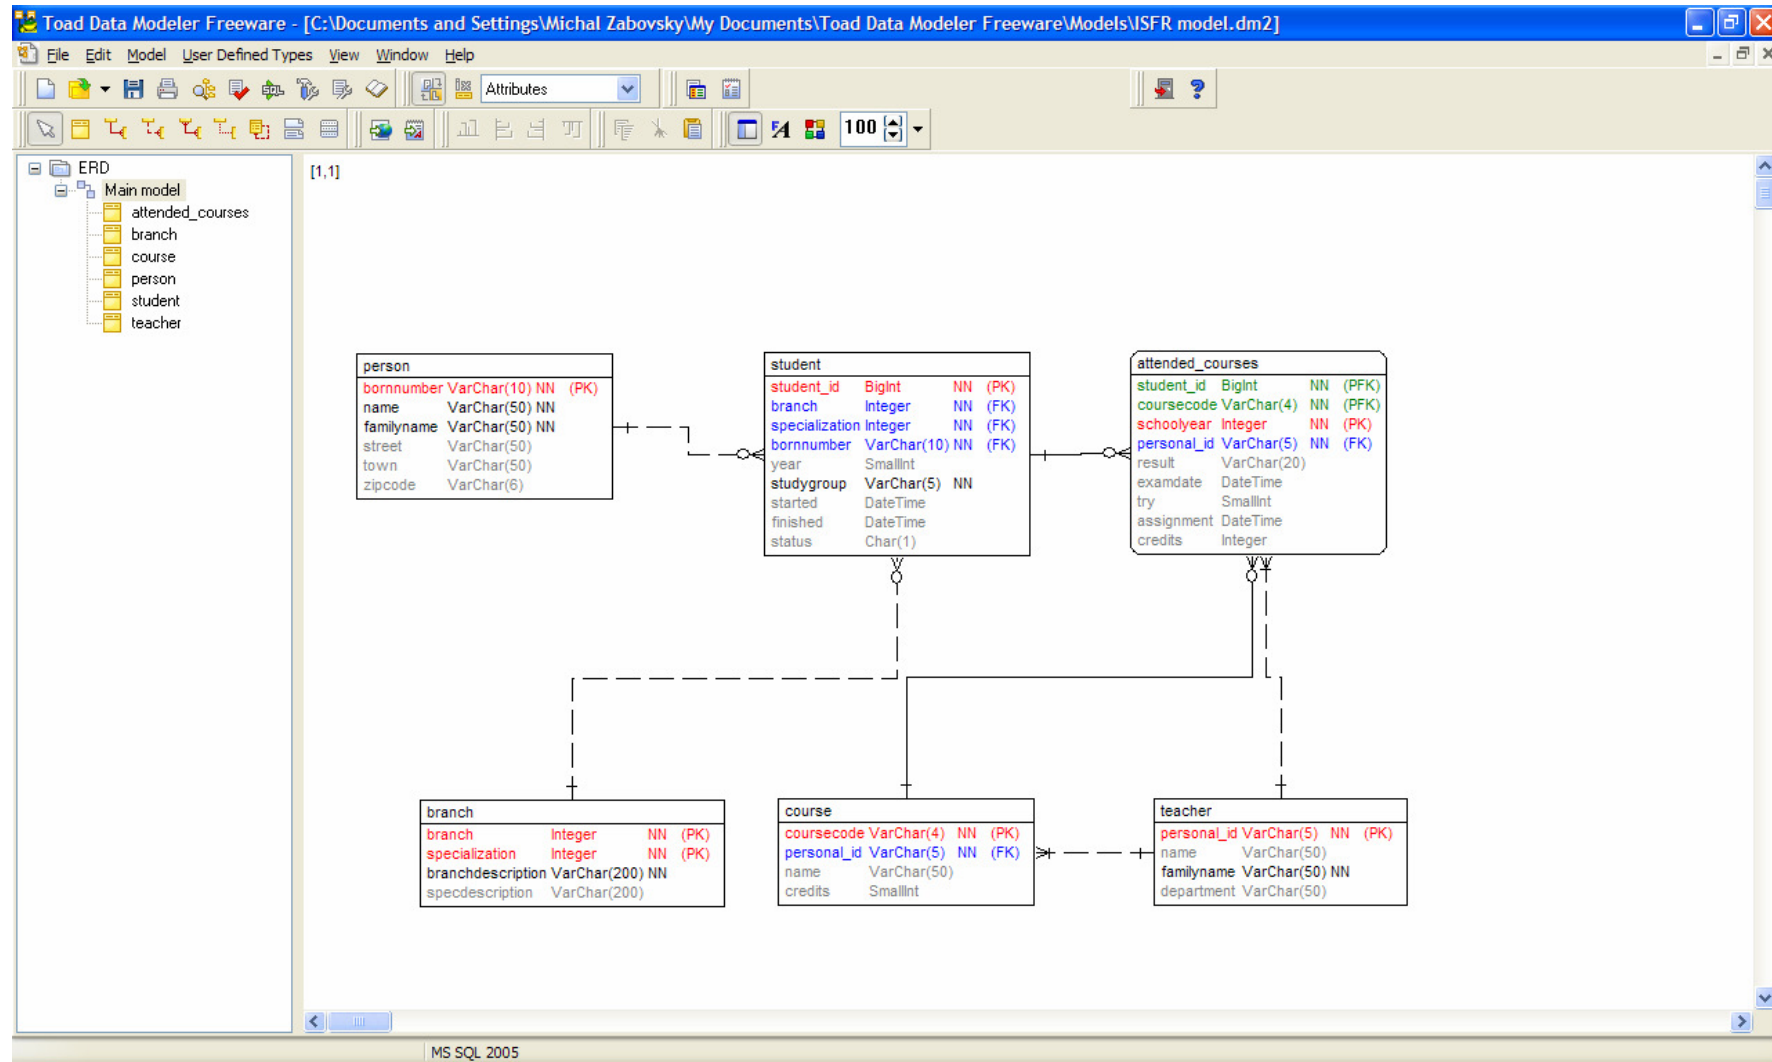 Toad Data Modeler Freeware - [C:\Documents and Settings\Michal Zabovsky\My Documents\Toad Data Modeler Freeware\Models\ISFR model.dm2]
File Edit Model User Defined Types View Window Help
SQL Attributes
100
ERD
Main model
attended_courses
branch
course
person
student
teacher
[1,1]
person
bornnumber VarChar(10) NN (PK)
name VarChar(50) NN
familyname VarChar(50) NN
street VarChar(50)
town VarChar(50)
zipcode VarChar(6)
student
student_id BigInt NN (PK)
branch Integer NN (FK)
specialization Integer NN (FK)
bornnumber VarChar(10) NN (FK)
year SmallInt
studygroup VarChar(5) NN
started DateTime
finished DateTime
status Char(1)
attended_courses
student_id BigInt NN (PFK)
coursecode VarChar(4) NN (PFK)
schoolyear Integer NN (PK)
personal_id VarChar(5) NN (FK)
result VarChar(20)
examdate DateTime
try SmallInt
assignment DateTime
credits Integer
branch
branch Integer NN (PK)
specialization Integer NN (PK)
branchdescription VarChar(200) NN
specdescription VarChar(200)
course
coursecode VarChar(4) NN (PK)
personal_id VarChar(5) NN (FK)
name VarChar(50)
credits SmallInt
teacher
personal_id VarChar(5) NN (PK)
name VarChar(50)
familyname VarChar(50) NN
department VarChar(50)
MS SQL 2005